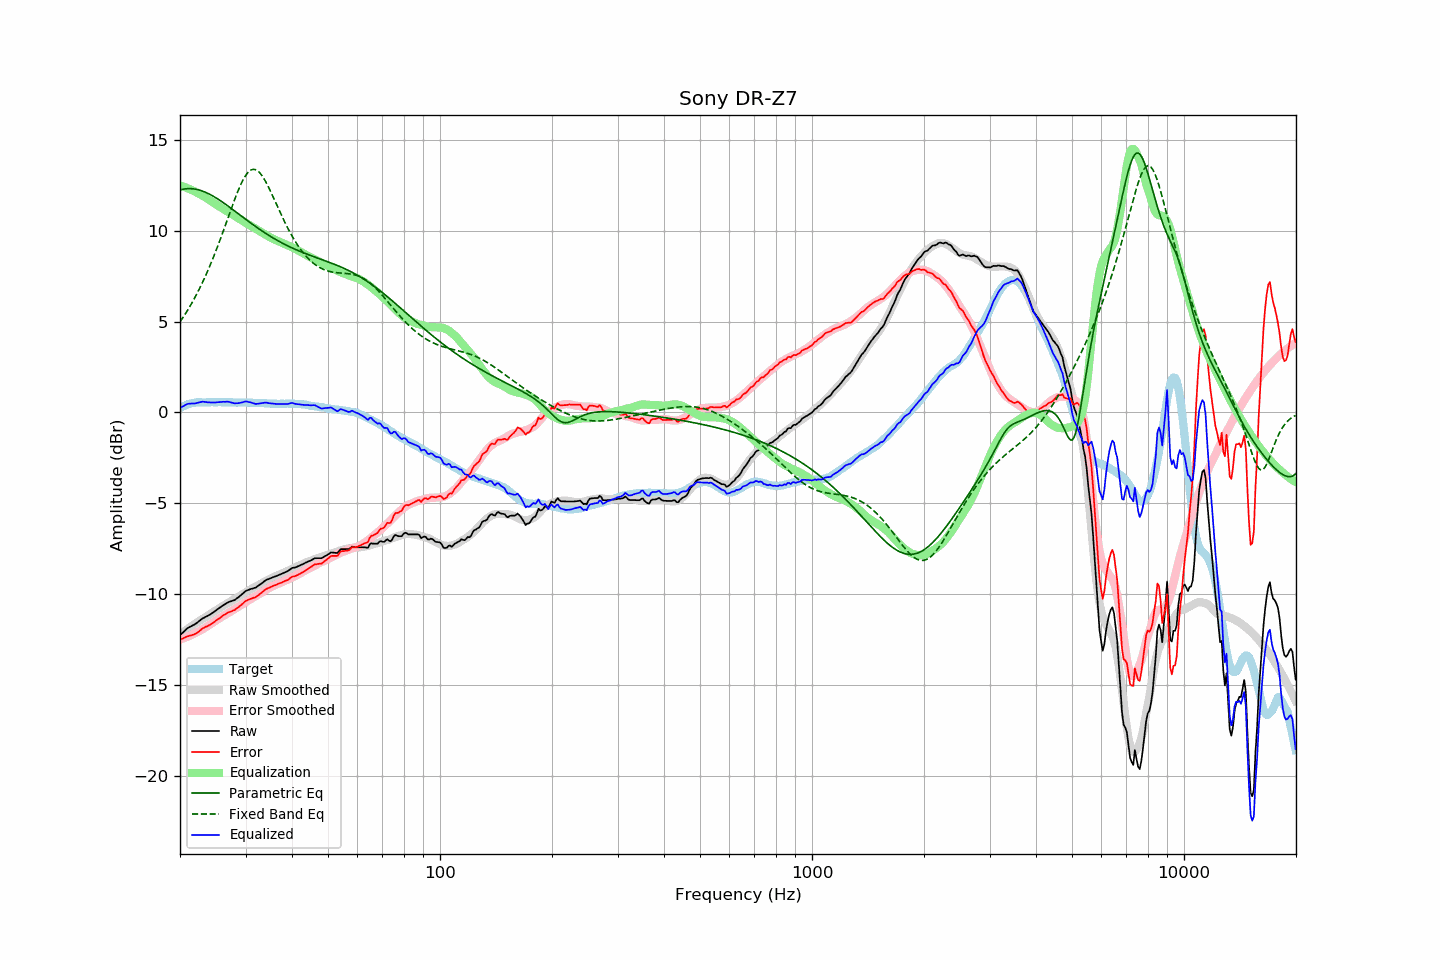 Sony DR-Z7
Amplitude (dBr)
15
10
5
0
−5
−10
−15
−20
Target
Raw Smoothed
Error Smoothed
Raw
Error
Equalization
Parametric Eq
Fixed Band Eq
Equalized
100
1000
10000
Frequency (Hz)